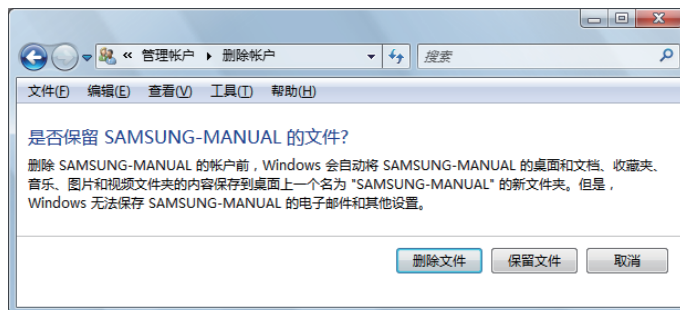 « 管理帐户 ▸ 删除帐户 搜索
文件(F) 编辑(E) 查看(V) 工具(T) 帮助(H)
是否保留 SAMSUNG-MANUAL 的文件?
删除 SAMSUNG-MANUAL 的帐户前，Windows 会自动将 SAMSUNG-MANUAL 的桌面和文档、收藏夹、
音乐、图片和视频文件夹的内容保存到桌面上一个名为 "SAMSUNG-MANUAL" 的新文件夹。但是，
Windows 无法保存 SAMSUNG-MANUAL 的电子邮件和其他设置。
删除文件 保留文件 取消